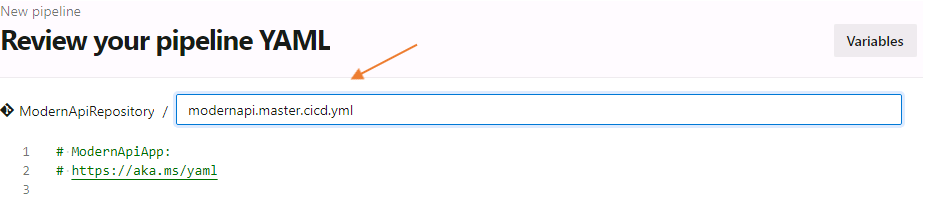 New pipeline
Review your pipeline YAML
Variables
ModernApiRepository / modernapi.master.cicd.yml
1 # ModernApiApp:
2 # https://aka.ms/yaml
3